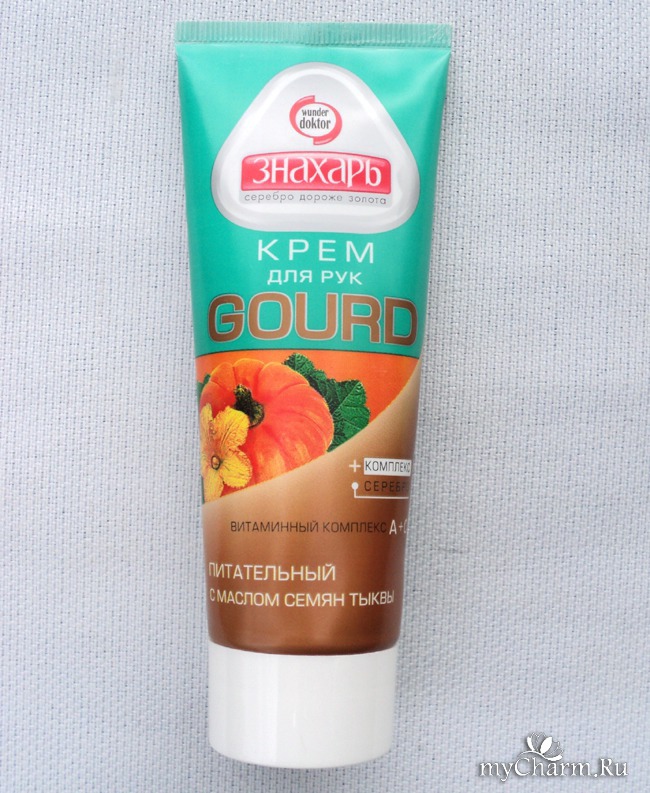 wunder
doktor
ЗНАХАРЬ
серебро дороже золота
КРЕМ
ДЛЯ РУК
GOURD
+ КОМПЛЕКС
СЕРЕБР
ВИТАМИННЫЙ КОМПЛЕКС А+
ПИТАТЕЛЬНЫЙ
С МАСЛОМ СЕМЯН ТЫКВЫ
myCharm.Ru